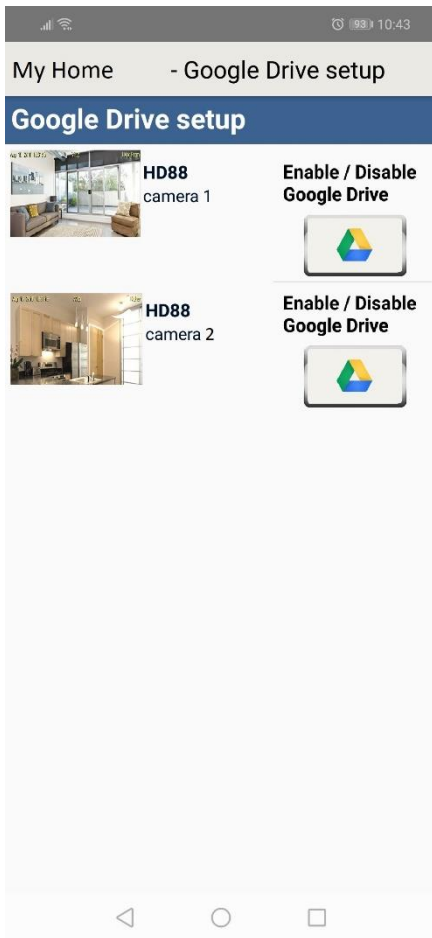 93 10:43
My Home - Google Drive setup
Google Drive setup
HD88
camera 1
Enable / Disable
Google Drive
HD88
camera 2
Enable / Disable
Google Drive